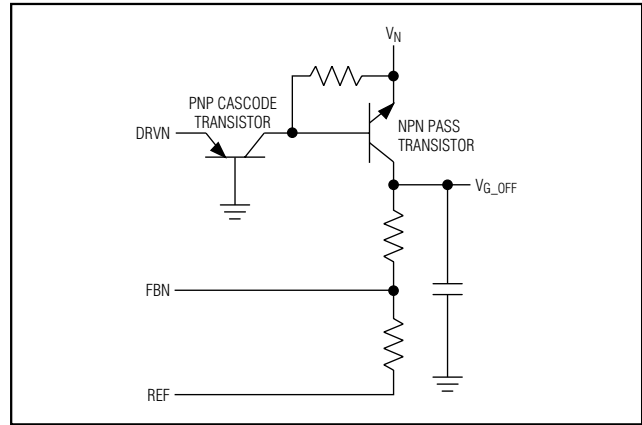 V_N
PNP CASCODE
TRANSISTOR
DRVN
NPN PASS
TRANSISTOR
V_G_OFF
FBN
REF